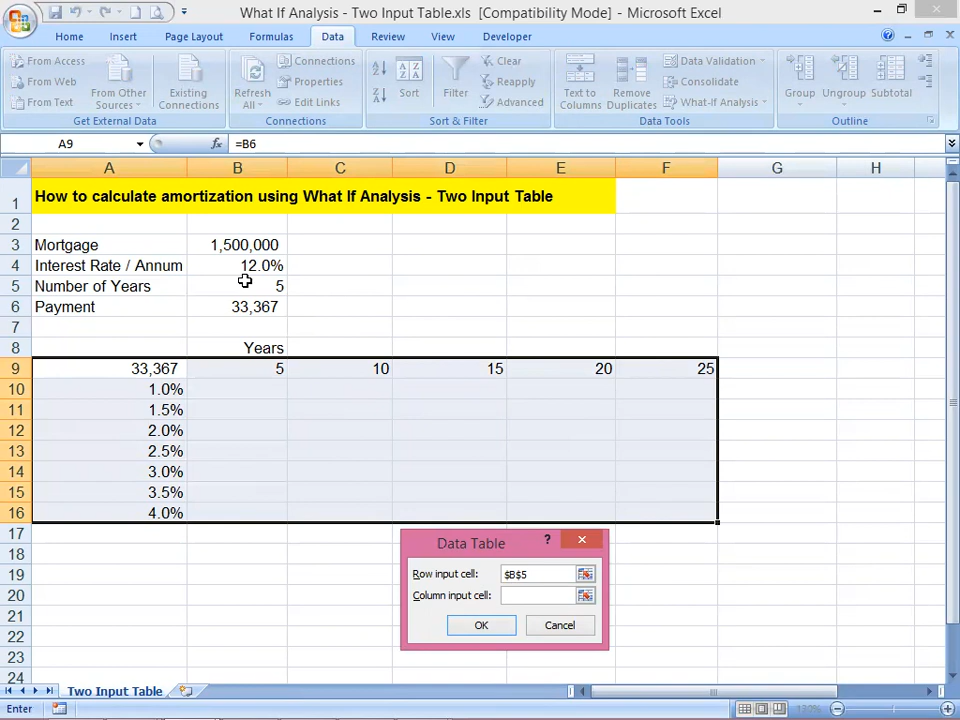 What If Analysis - Two Input Table.xls [Compatibility Mode] - Microsoft Excel
Home Insert Page Layout Formulas Data Review View Developer
From Access
From Web
From Text
From Other Sources
Existing Connections
Get External Data
Refresh All
Connections
Properties
Edit Links
Connections
Sort
Filter
Clear
Reapply
Advanced
Sort & Filter
Text to Columns
Remove Duplicates
Data Validation
Consolidate
What-If Analysis
Data Tools
Group
Ungroup
Subtotal
Outline
A9 fx =B6
A B C D E F G H
1 How to calculate amortization using What If Analysis - Two Input Table
2
3 Mortgage 1,500,000
4 Interest Rate / Annum 12.0%
5 Number of Years 5
6 Payment 33,367
7
8 Years
9 33,367 5 10 15 20 25
10 1.0%
11 1.5%
12 2.0%
13 2.5%
14 3.0%
15 3.5%
16 4.0%
17
18
19
20
21
22
23
24
Data Table ?
Row input cell: $B$5
Column input cell:
OK Cancel
Two Input Table
Enter 130%